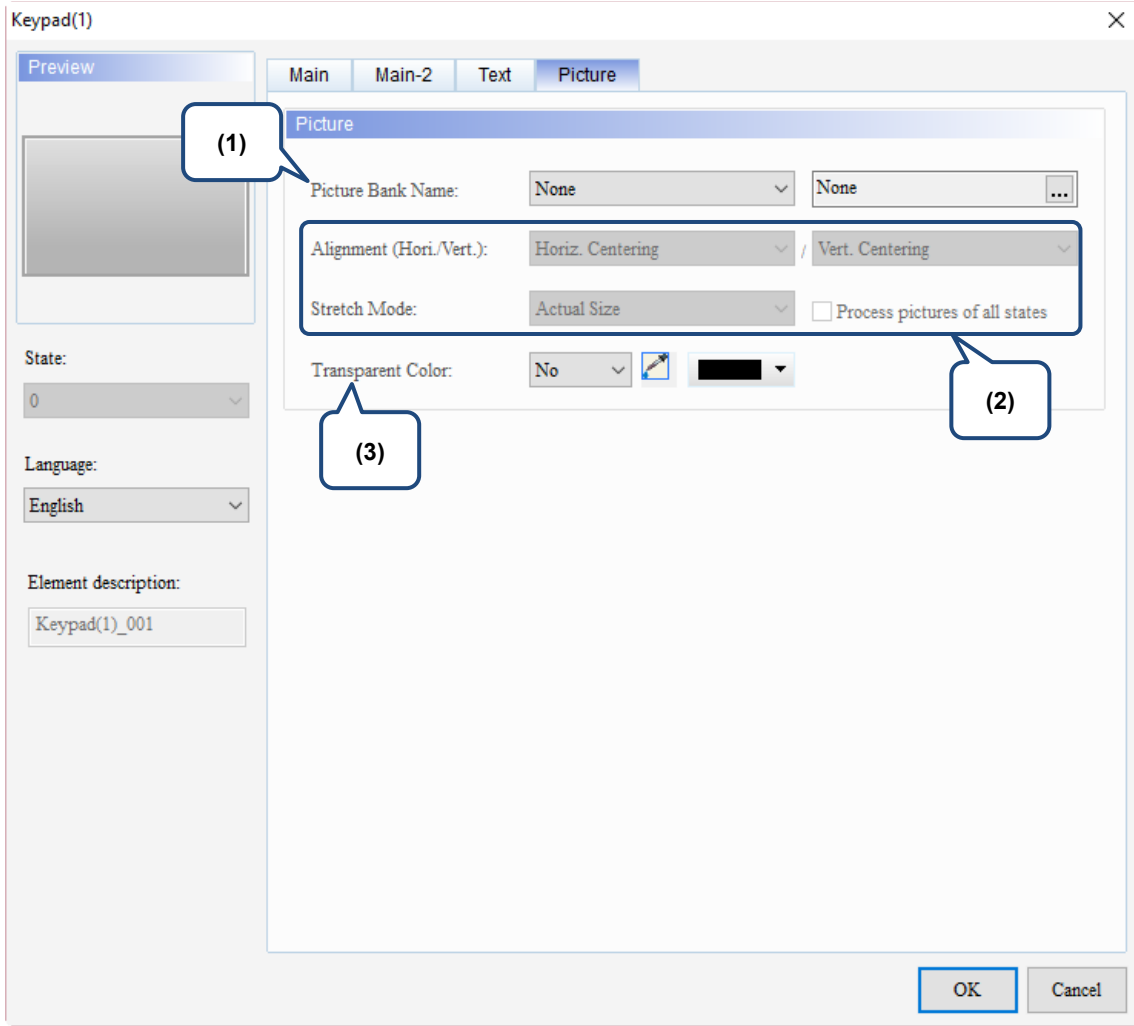 Keypad(1)
Preview
Main Main-2 Text Picture
Picture
(1)
Picture Bank Name: None None ...
Alignment (Hori./Vert.): Horiz. Centering / Vert. Centering
Stretch Mode: Actual Size Process pictures of all states
State:
Transparent Color: No
0
(2)
(3)
Language:
English
Element description:
Keypad(1)_001
OK Cancel